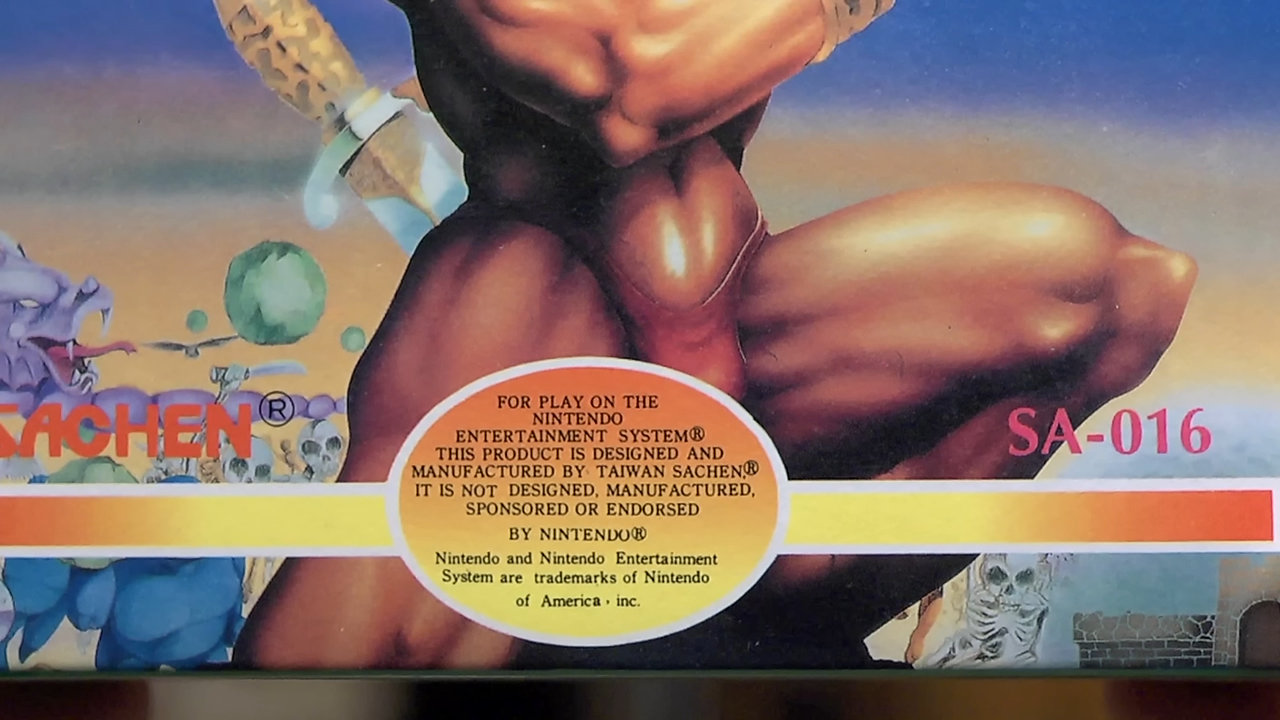 SACHEN®
SA-016
FOR PLAY ON THE
NINTENDO
ENTERTAINMENT SYSTEM®
THIS PRODUCT IS DESIGNED AND
MANUFACTURED BY TAIWAN SACHEN,®
IT IS NOT DESIGNED, MANUFACTURED,
SPONSORED OR ENDORSED
BY NINTENDO®
Nintendo and Nintendo Entertainment
System are trademarks of Nintendo
of America, inc.